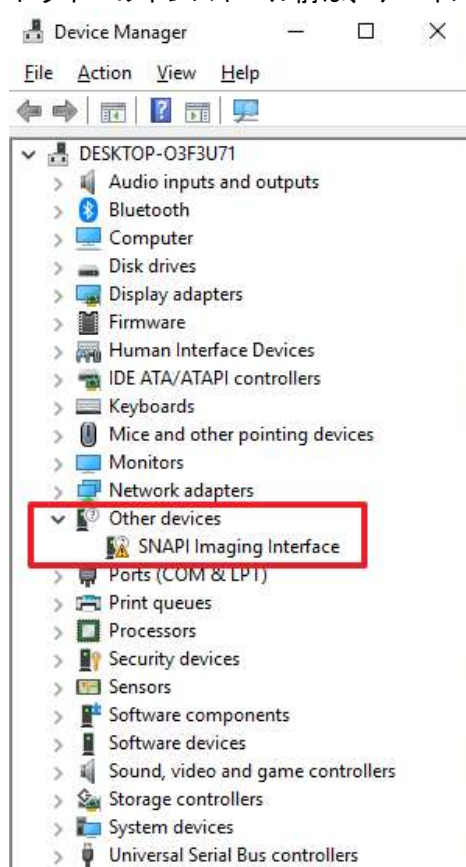 Device Manager
File Action View Help
DESKTOP-O3F3U71
Audio inputs and outputs
Bluetooth
Computer
Disk drives
Display adapters
Firmware
Human Interface Devices
IDE ATA/ATAPI controllers
Keyboards
Mice and other pointing devices
Monitors
Network adapters
Other devices
SNAPI Imaging Interface
Ports (COM & LPT)
Print queues
Processors
Security devices
Sensors
Software components
Software devices
Sound, video and game controllers
Storage controllers
System devices
Universal Serial Bus controllers